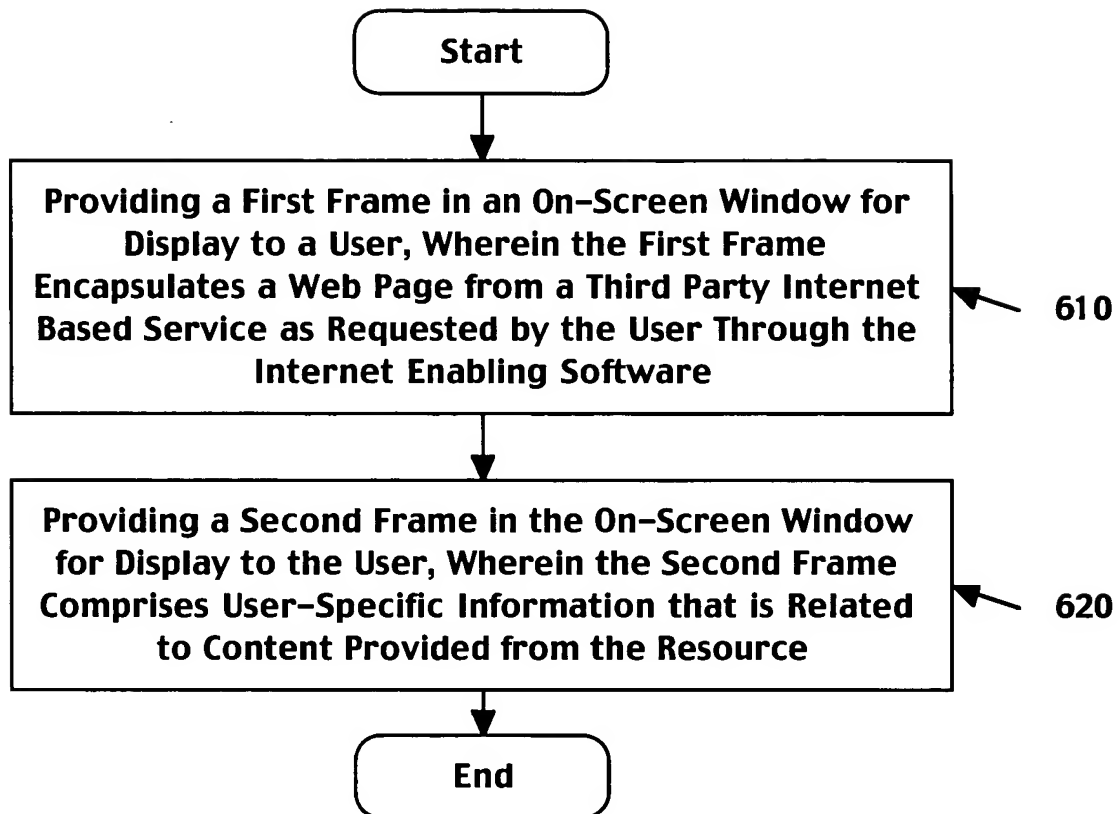 Start
Providing a First Frame in an On-Screen Window for
Display to a User, Wherein the First Frame
Encapsulates a Web Page from a Third Party Internet
Based Service as Requested by the User Through the
Internet Enabling Software
610
Providing a Second Frame in the On-Screen Window
for Display to the User, Wherein the Second Frame
Comprises User-Specific Information that is Related
to Content Provided from the Resource
620
End